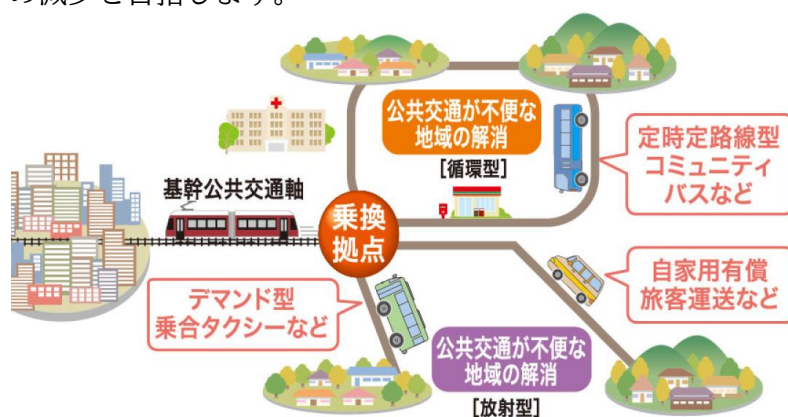 の減少を目指します。
公共交通が不便な
地域の解消
[循環型]
定時定路線型
コミュニティ
バスなど
基幹公共交通軸
乗換
拠点
自家用有償
旅客運送など
デマンド型
乗合タクシーなど
公共交通が不便な
地域の解消
[放射型]